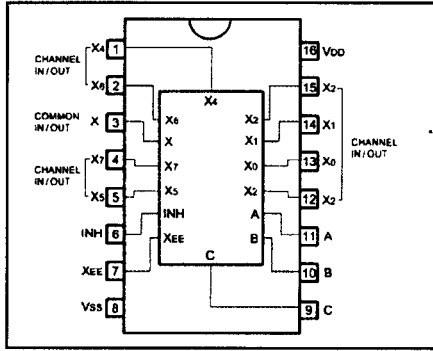 CHANNEL
IN/OUT
X4 1
X6 2
COMMON
IN/OUT
X 3
CHANNEL
IN/OUT
X7 4
X5 5
INH 6
XEE 7
VSS 8
X4
X6
X
X7
X5
INH
XEE
X2
X1
X0
X2
A
B
C
16 VDD
15 X2
14 X1
13 X0
12 X2
CHANNEL
IN/OUT
11 A
10 B
9 C